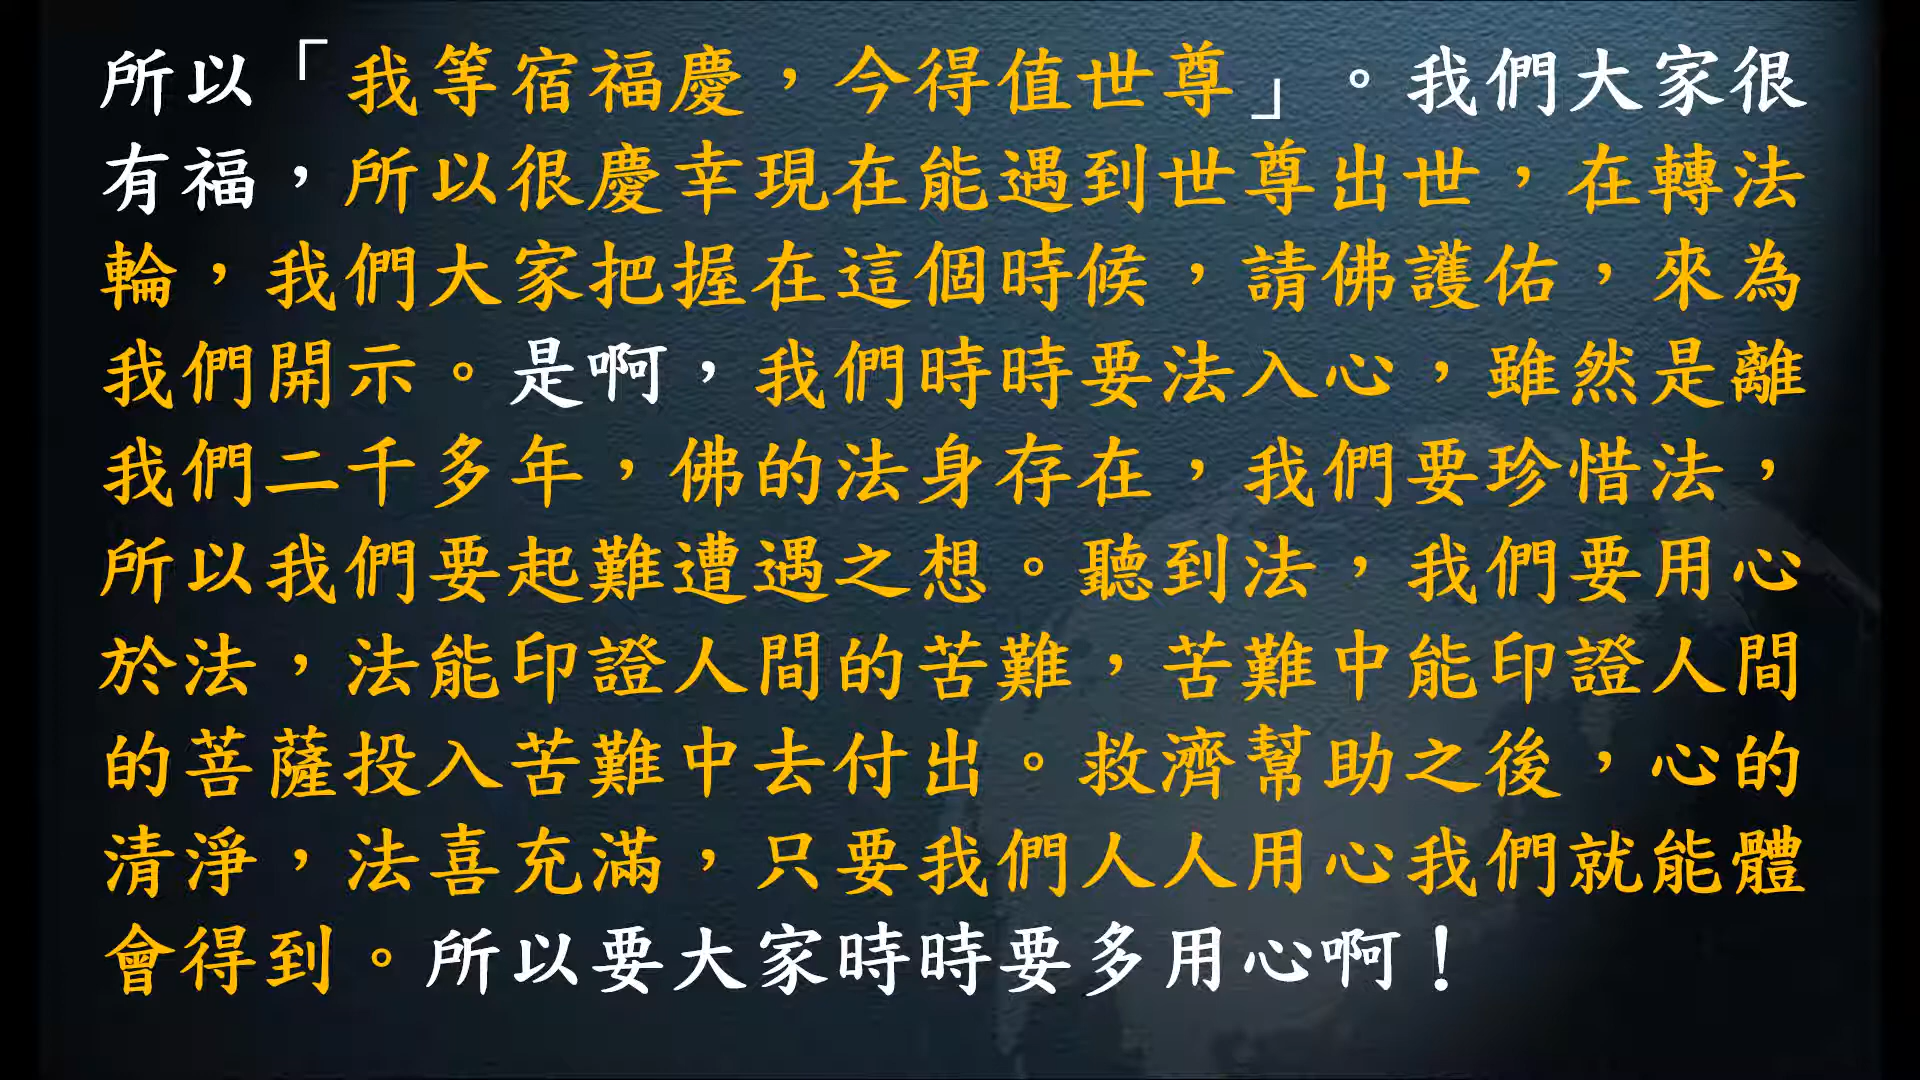 所以「我等宿福慶，今得值世尊」。我們大家很
有福，所以很慶幸現在能遇到世尊出世，在轉法
輪，我們大家把握在這個時候，請佛護佑，來為
我們開示。是啊，我們時時要法入心，雖然是離
我們二千多年，佛的法身存在，我們要珍惜法，
所以我們要起難遭遇之想。聽到法，我們要用心
於法，法能印證人間的苦難，苦難中能印證人間
的菩薩投入苦難中去付出。救濟幫助之後，心的
清淨，法喜充滿，只要我們人人用心我們就能體
會得到。所以要大家時時要多用心啊！